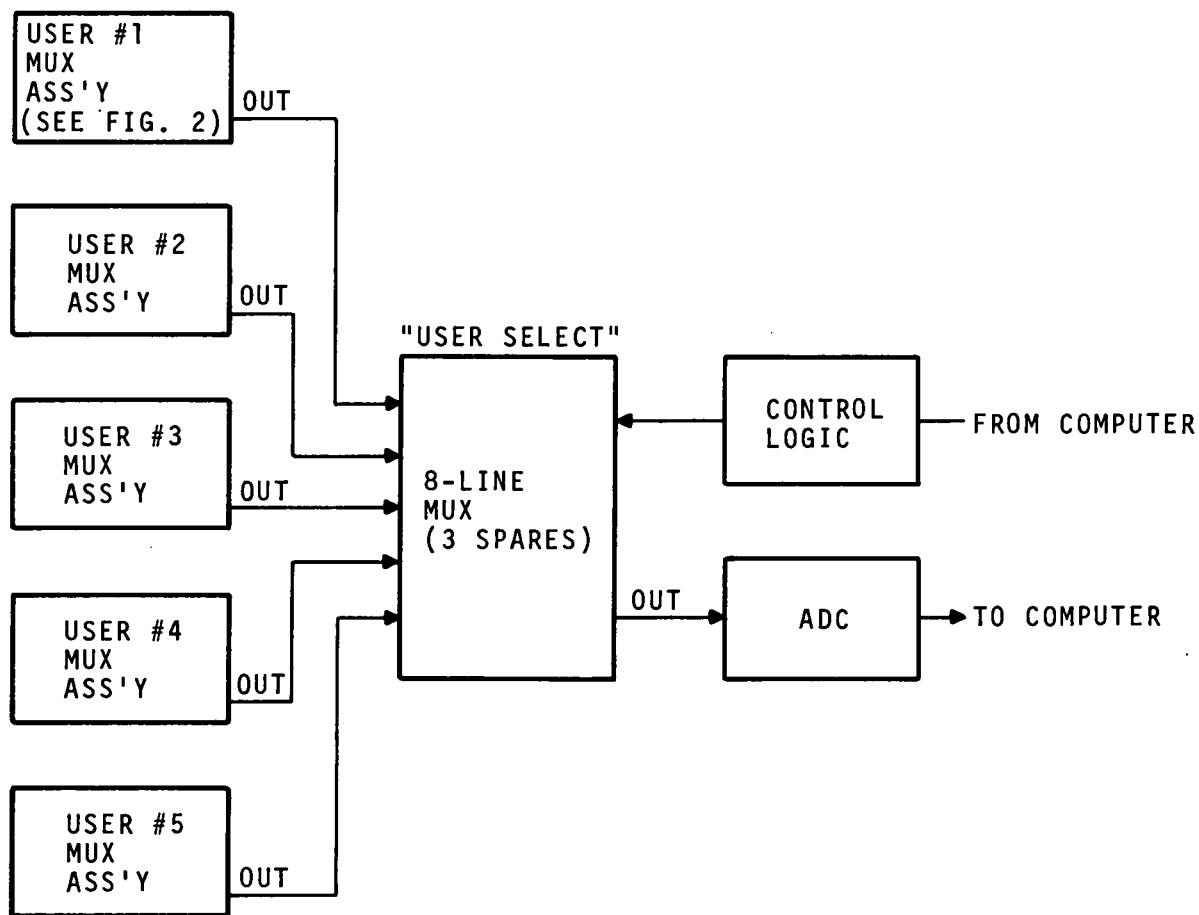 USER #1
MUX
ASS'Y
(SEE FIG. 2)
OUT
USER #2
MUX
ASS'Y
OUT
USER #3
MUX
ASS'Y
OUT
USER #4
MUX
ASS'Y
OUT
USER #5
MUX
ASS'Y
OUT
"USER SELECT"
8-LINE
MUX
(3 SPARES)
CONTROL
LOGIC
FROM COMPUTER
OUT
ADC
TO COMPUTER